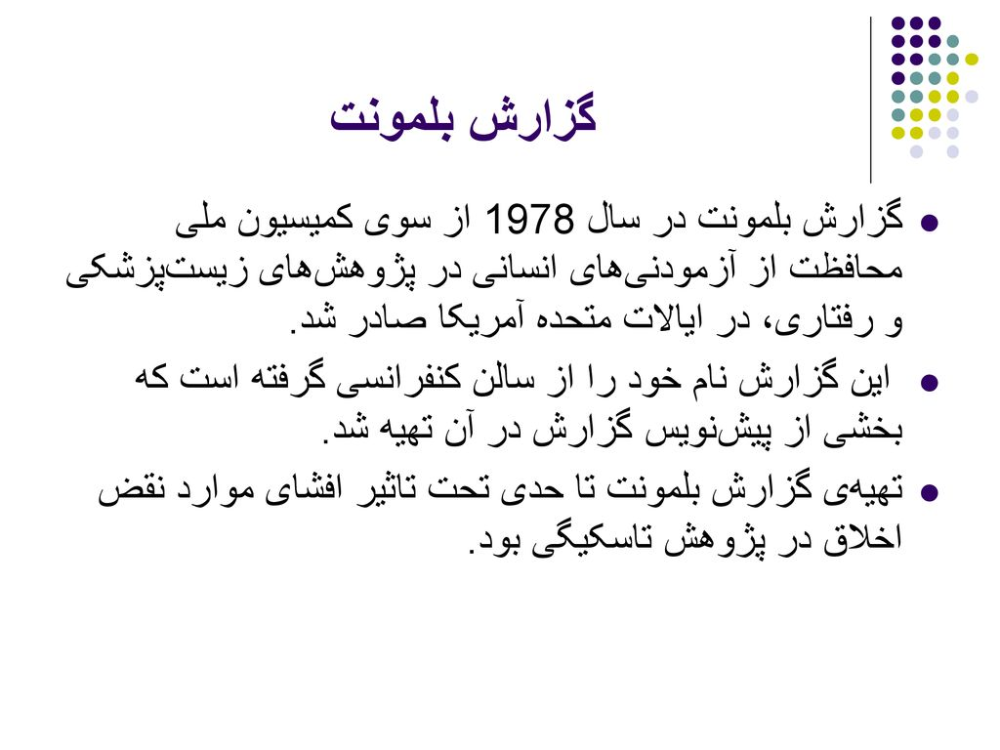 گزارش بلمونت
● گزارش بلمونت در سال 1978 از سوی کمیسیون ملی
محافظت از آزمودنی‌های انسانی در پژوهش‌های زیست‌پزشکی
و رفتاری، در ایالات متحده آمریکا صادر شد.
● این گزارش نام خود را از سالن کنفرانسی گرفته است که
بخشی از پیش‌نویس گزارش در آن تهیه شد.
● تهیه‌ی گزارش بلمونت تا حدی تحت تاثیر افشای موارد نقض
اخلاق در پژوهش تاسکیگی بود.